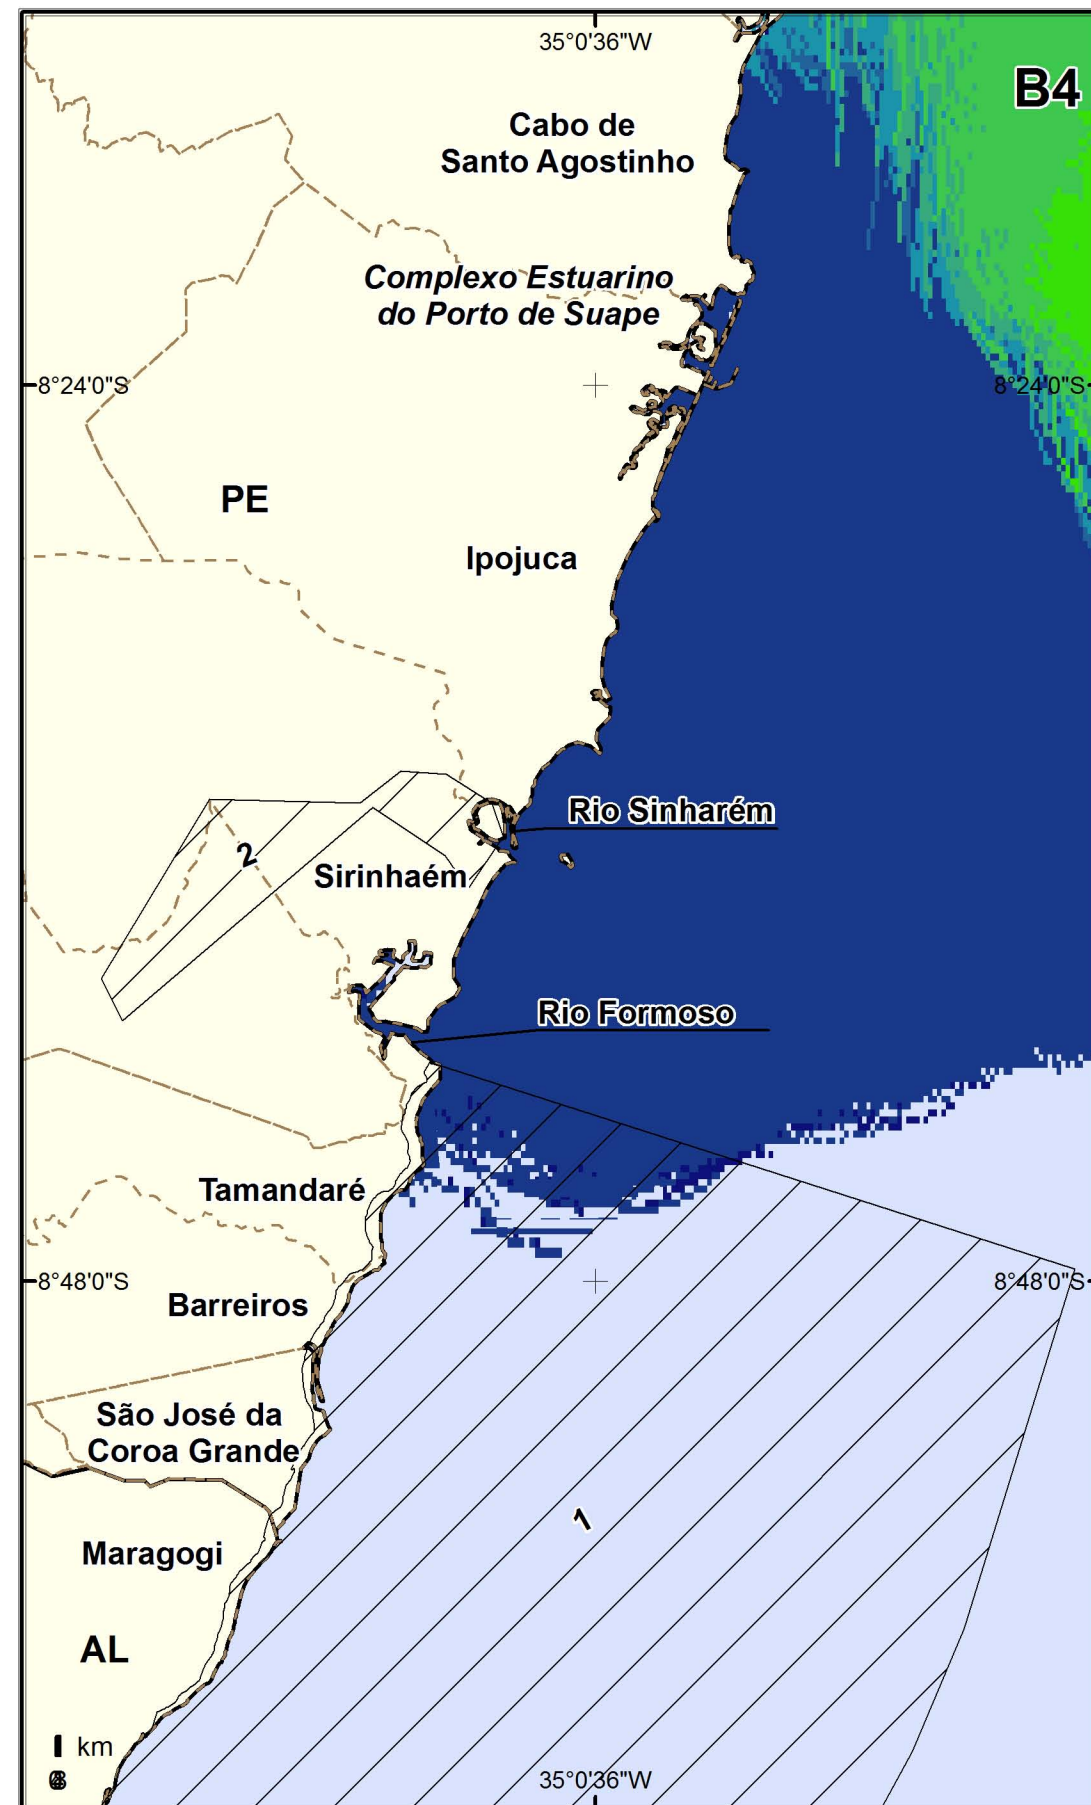 35°0'36"W
B4
Cabo de
Santo Agostinho
Complexo Estuarino
do Porto de Suape
8°24'0"S
8°24'0"S
PE
Ipojuca
Rio Sinharém
2
Sirinhaém
Rio Formoso
Tamandaré
8°48'0"S
8°48'0"S
Barreiros
São José da
Coroa Grande
1
Maragogi
AL
km
35°0'36"W